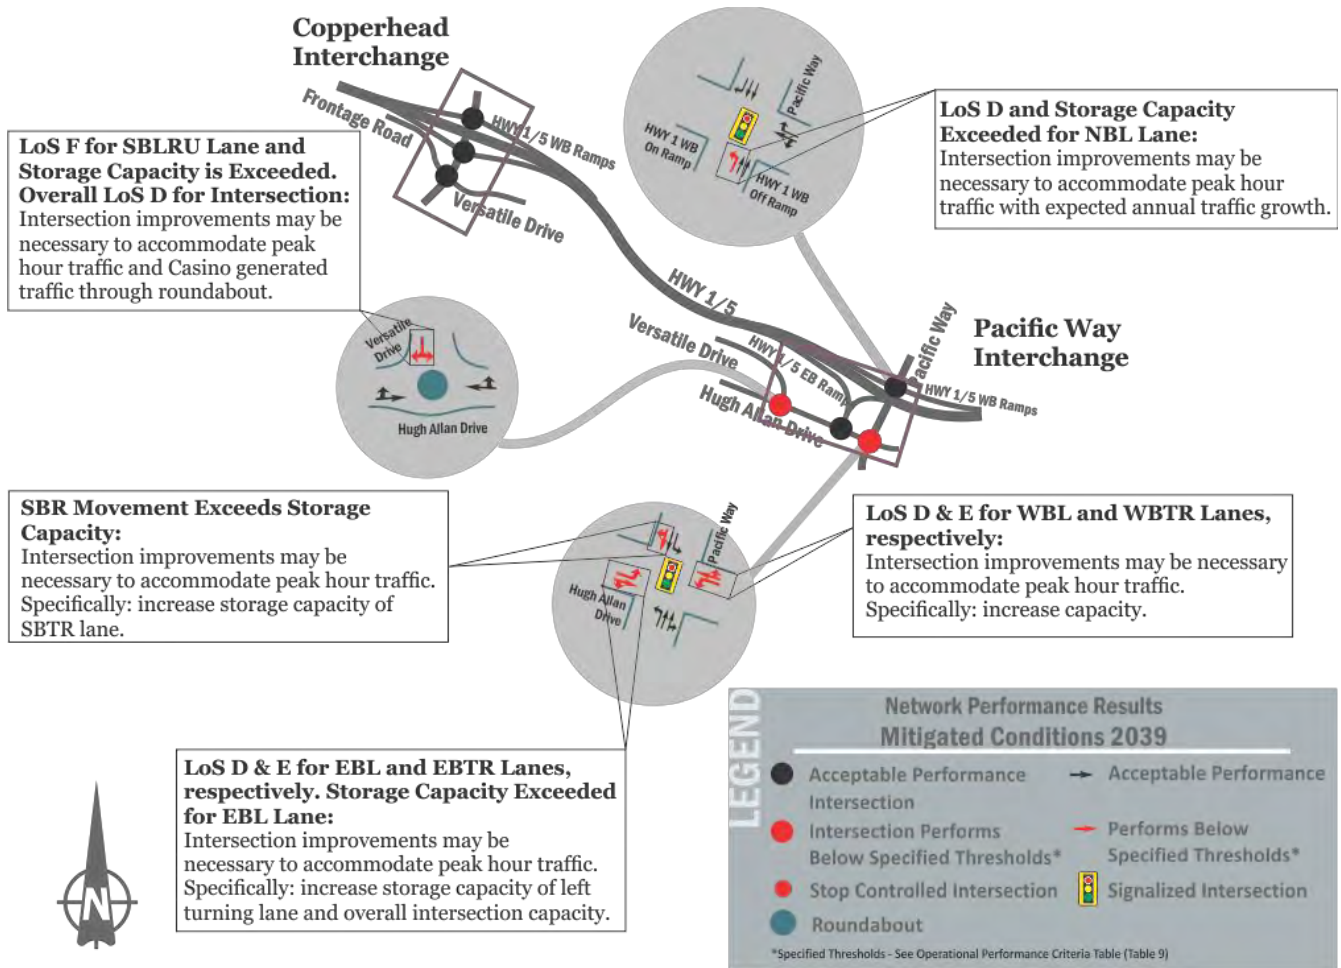 Copperhead
Interchange
Frontage Road
HWY 1/5 WB Ramps
Versatile Drive
LoS F for SBLRU Lane and
Storage Capacity is Exceeded.
Overall LoS D for Intersection:
Intersection improvements may be
necessary to accommodate peak
hour traffic and Casino generated
traffic through roundabout.
Pacific Way
HWY 1 WB
On Ramp
HWY 1 WB
Off Ramp
LoS D and Storage Capacity
Exceeded for NBL Lane:
Intersection improvements may be
necessary to accommodate peak hour
traffic with expected annual traffic growth.
HWY 1/5
Versatile Drive
HWY 1/5 EB Ramp
Hugh Allan Drive
Pacific Way
HWY 1/5 WB Ramps
Pacific Way
Interchange
Versatile
Drive
Hugh Allan Drive
SBR Movement Exceeds Storage
Capacity:
Intersection improvements may be
necessary to accommodate peak hour traffic.
Specifically: increase storage capacity of
SBTR lane.
Pacific Way
Hugh Allan
Drive
LoS D & E for WBL and WBTR Lanes,
respectively:
Intersection improvements may be necessary
to accommodate peak hour traffic.
Specifically: increase capacity.
LoS D & E for EBL and EBTR Lanes,
respectively. Storage Capacity Exceeded
for EBL Lane:
Intersection improvements may be
necessary to accommodate peak hour traffic.
Specifically: increase storage capacity of left
turning lane and overall intersection capacity.
N
LEGEND
Network Performance Results
Mitigated Conditions 2039
Acceptable Performance
Intersection
Acceptable Performance
Intersection Performs
Below Specified Thresholds*
Performs Below
Specified Thresholds*
Stop Controlled Intersection
Signalized Intersection
Roundabout
*Specified Thresholds - See Operational Performance Criteria Table (Table 9)